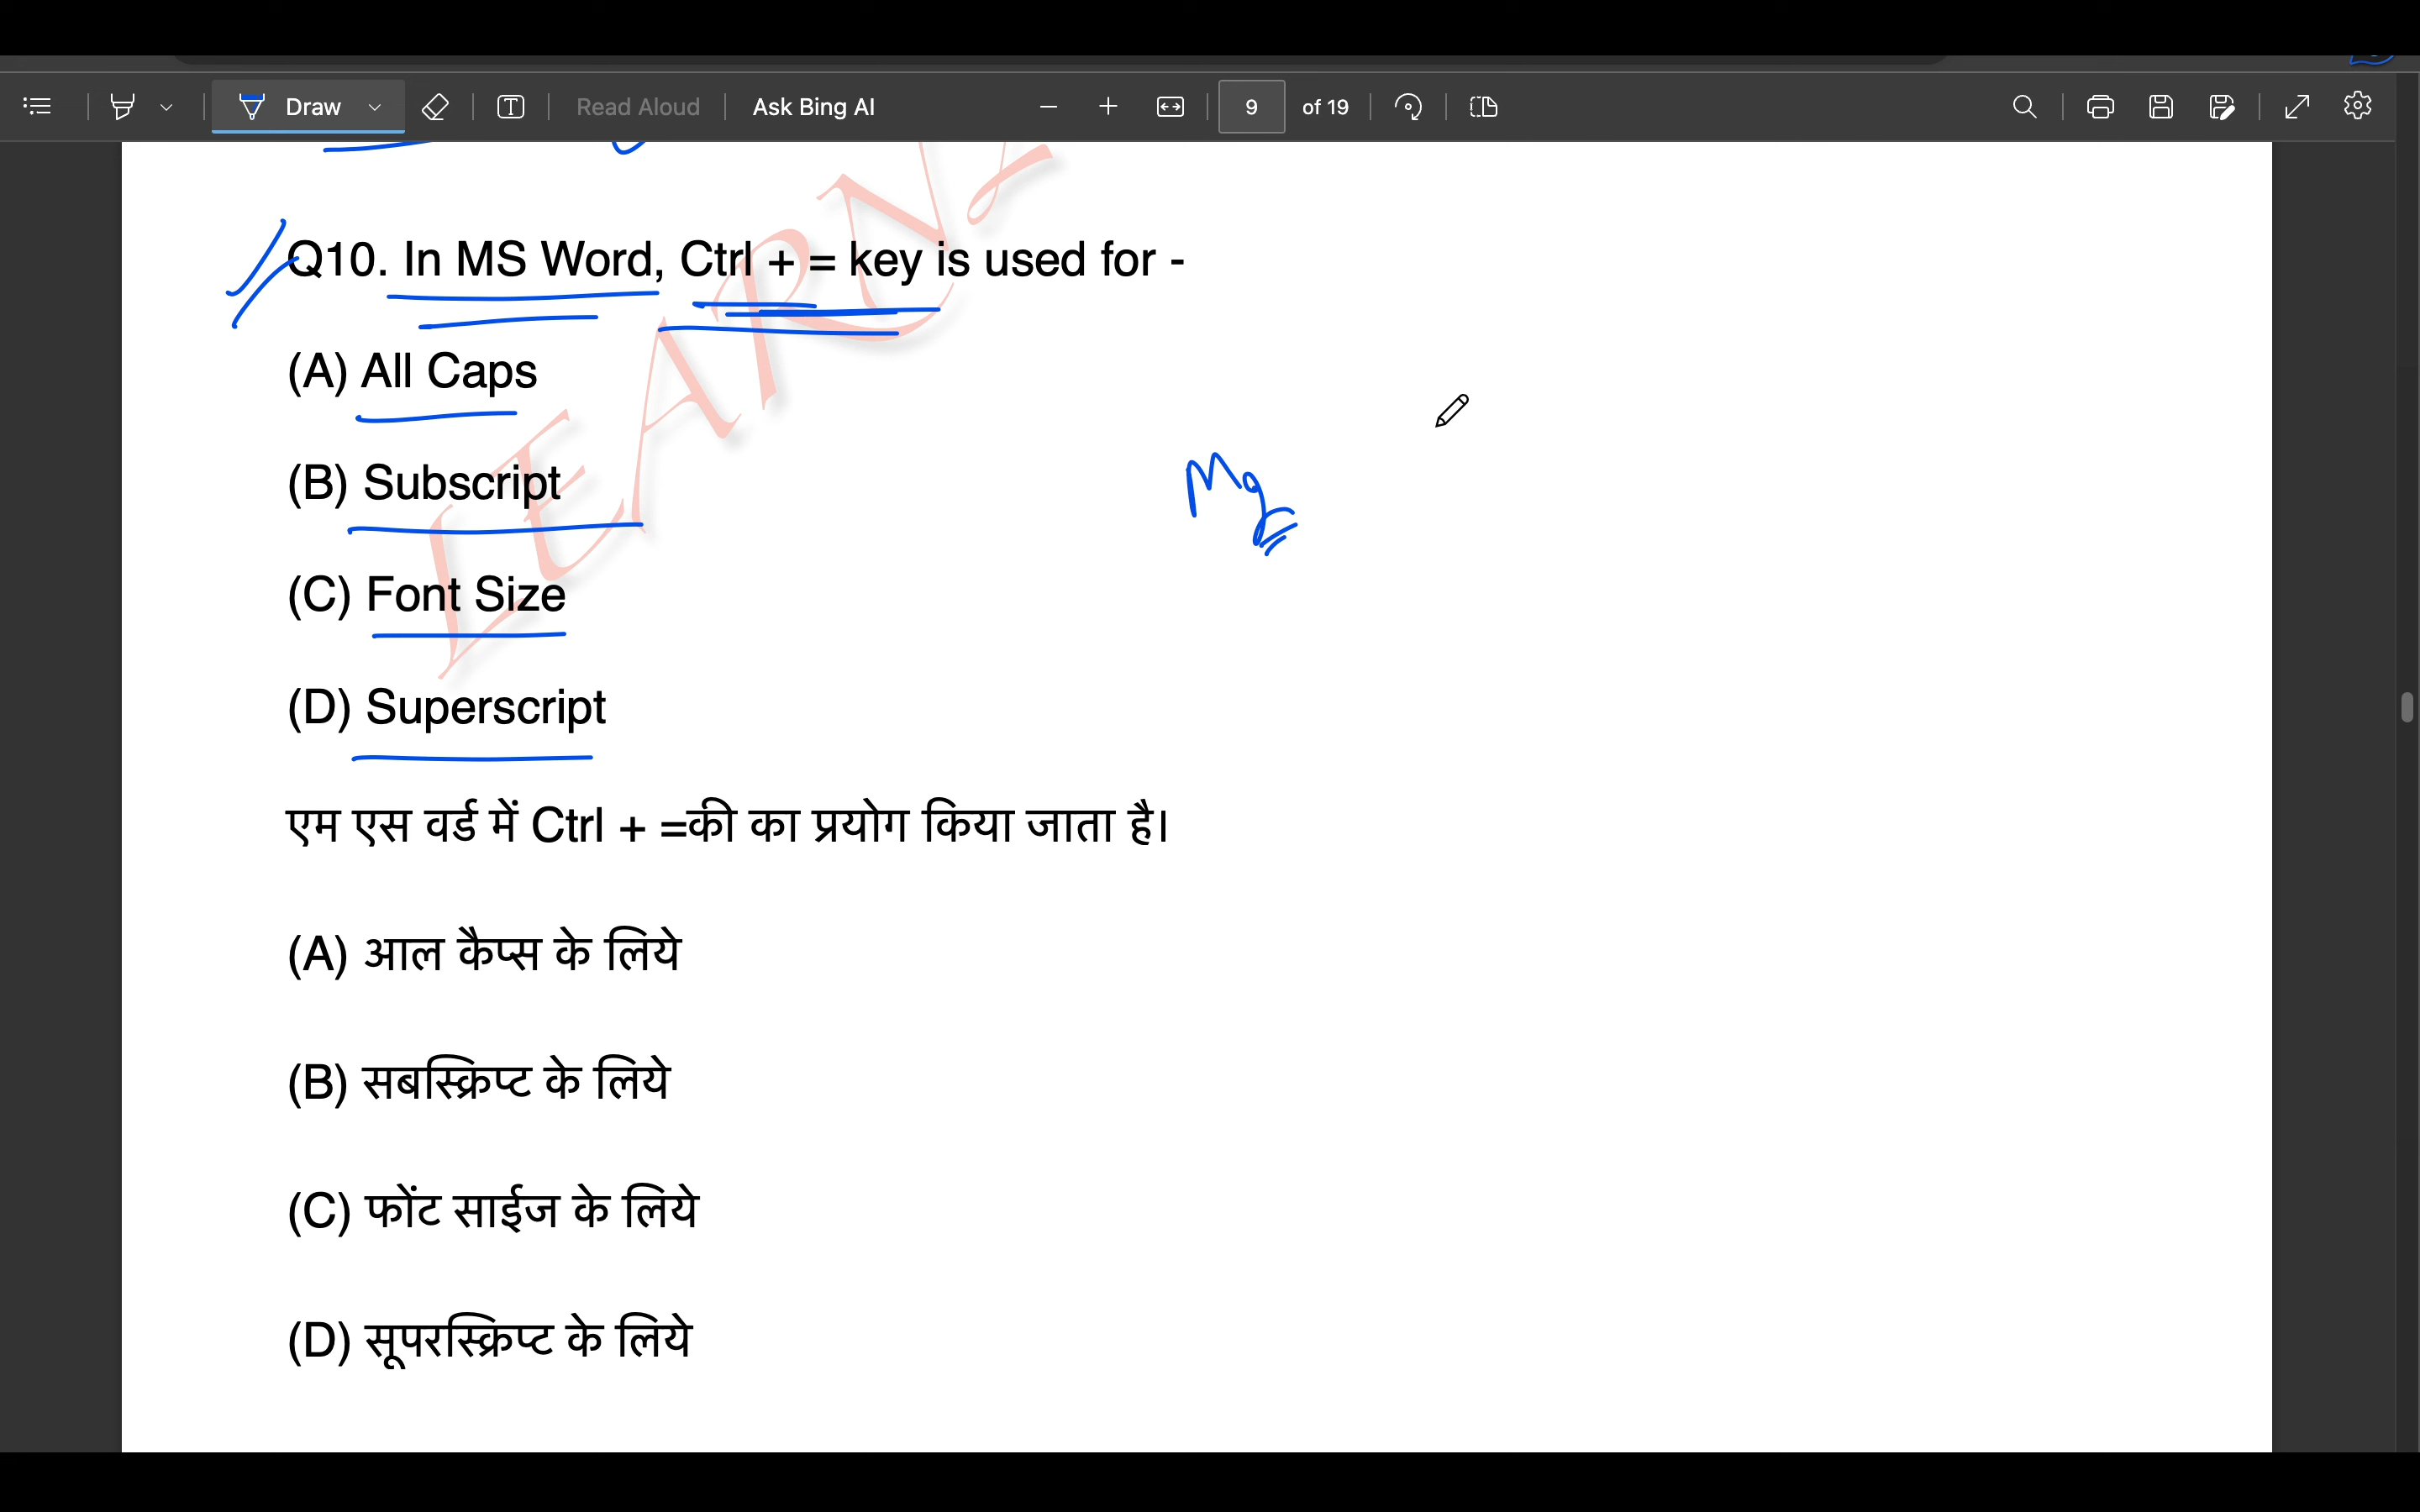 Draw
Read Aloud
Ask Bing AI
9 of 19
LEARN
Q10. In MS Word, Ctrl + = key is used for -
(A) All Caps
(B) Subscript
(C) Font Size
(D) Superscript
एम एस वर्ड में Ctrl + =की का प्रयोग किया जाता है।
(A) आल कैप्स के लिये
(B) सबस्क्रिप्ट के लिये
(C) फोंट साईज के लिये
(D) सूपरस्क्रिप्ट के लिये